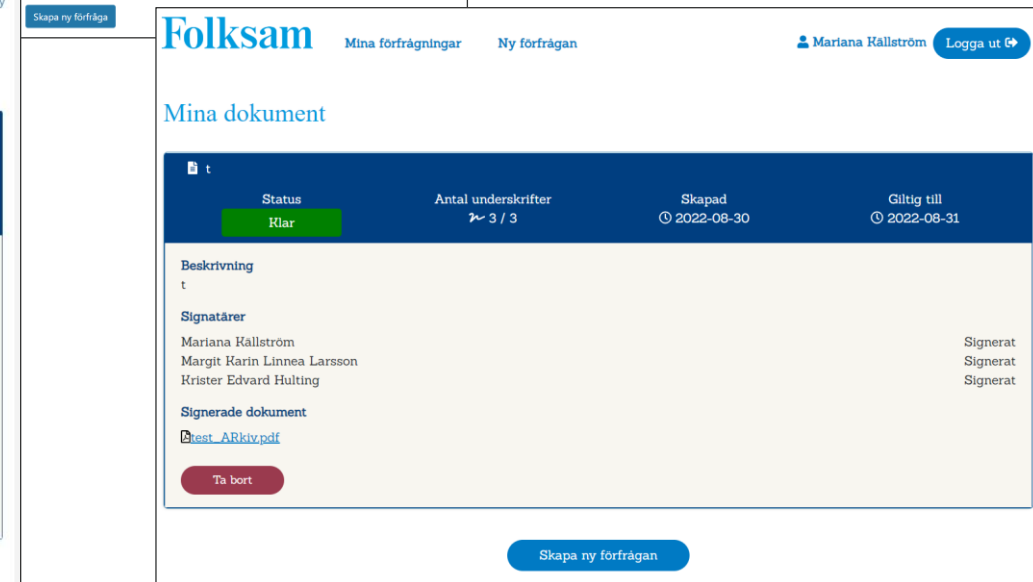 Skapa ny förfråga
Folksam
Mina förfrågningar
Ny förfrågan
Mariana Källström
Logga ut
Mina dokument
t
Status
Antal underskrifter
Skapad
Giltig till
Klar
3 / 3
2022-08-30
2022-08-31
Beskrivning
t
Signatärer
Mariana Källström
Signerat
Margit Karin Linnea Larsson
Signerat
Krister Edvard Hulting
Signerat
Signerade dokument
test_ARkiv.pdf
Ta bort
Skapa ny förfrågan